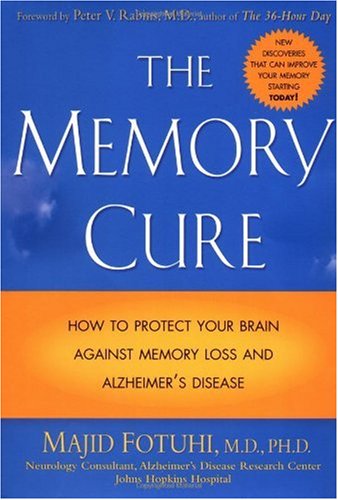 Foreword by Peter V. Rabins, M.D., Author of The 36-Hour Day
NEW
DISCOVERIES
THAT CAN IMPROVE
YOUR MEMORY
STARTING
TODAY!
THE
MEMORY
CURE
HOW TO PROTECT YOUR BRAIN
AGAINST MEMORY LOSS AND
ALZHEIMER'S DISEASE
MAJID FOTUHI, M.D., PH.D.
Neurology Consultant, Alzheimer's Disease Research Center
Johns Hopkins Hospital